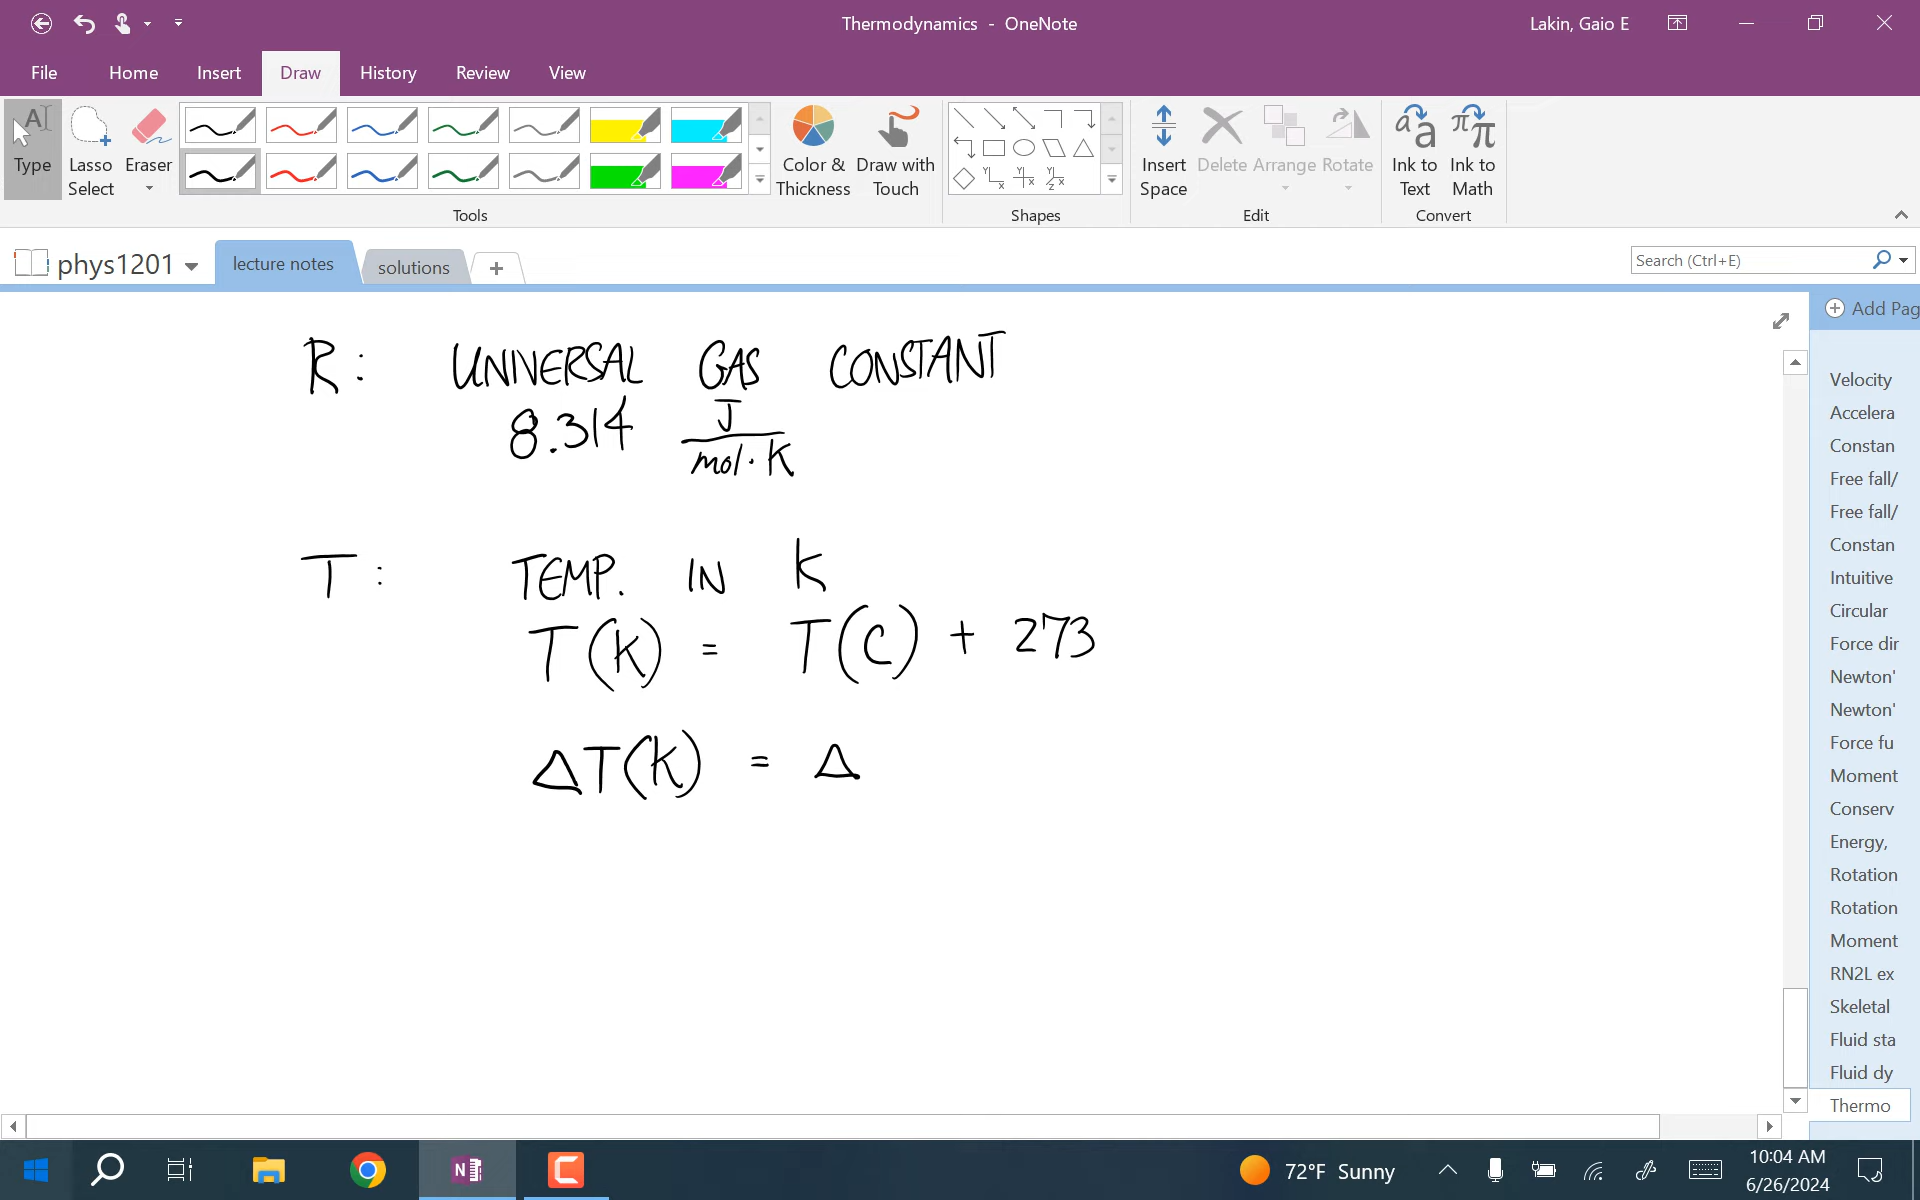 Thermodynamics - OneNote
Lakin, Gaio E
File Home Insert Draw History Review View
Type
Lasso Select
Eraser
Color & Thickness
Draw with Touch
Insert Space
Delete
Arrange
Rotate
Ink to Text
Ink to Math
Tools
Shapes
Edit
Convert
phys1201
lecture notes
solutions
Search (Ctrl+E)
Add Pag
R: UNIVERSAL GAS CONSTANT
8.314 J
mol · K
T: TEMP. IN K
T(K) = T(C) + 273
ΔT(K) = Δ
Velocity
Accelera
Constan
Free fall/
Free fall/
Constan
Intuitive
Circular
Force dir
Newton'
Newton'
Force fu
Moment
Conserv
Energy,
Rotation
Rotation
Moment
RN2L ex
Skeletal
Fluid sta
Fluid dy
Thermo
72°F Sunny
10:04 AM
6/26/2024